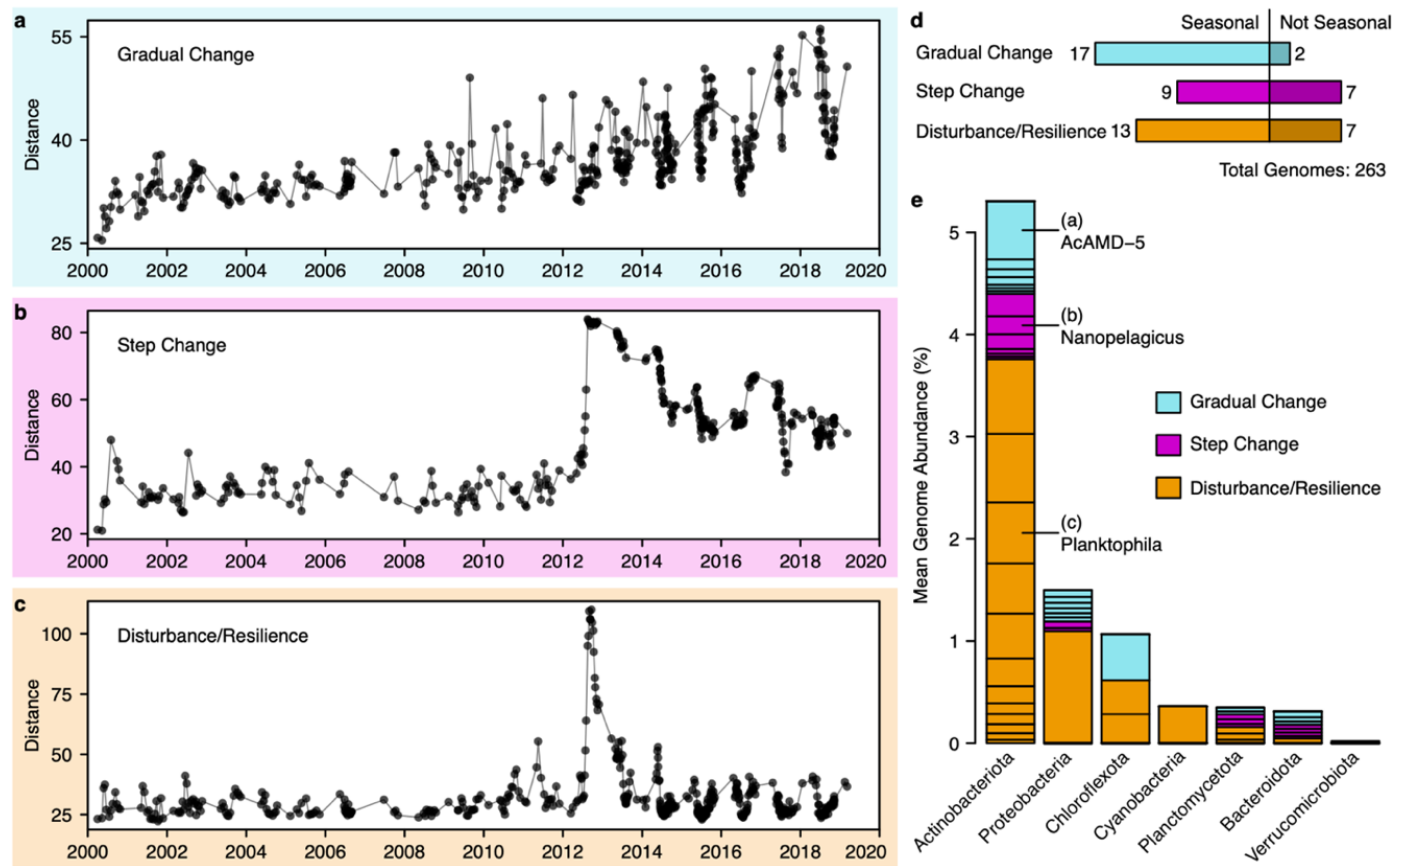 a
Gradual Change
Distance
55
40
25
2000 2002 2004 2006 2008 2010 2012 2014 2016 2018 2020
b
Step Change
Distance
80
60
40
20
2000 2002 2004 2006 2008 2010 2012 2014 2016 2018 2020
c
Disturbance/Resilience
Distance
100
75
50
25
2000 2002 2004 2006 2008 2010 2012 2014 2016 2018 2020
d
Seasonal Not Seasonal
Gradual Change 17 2
Step Change 9 7
Disturbance/Resilience 13 7
Total Genomes: 263
e
Mean Genome Abundance (%)
5
4
3
2
1
0
(a)
AcAMD−5
(b)
Nanopelagicus
(c)
Planktophila
Gradual Change
Step Change
Disturbance/Resilience
Actinobacteriota
Proteobacteria
Chloroflexota
Cyanobacteria
Planctomycetota
Bacteroidota
Verrucomicrobiota